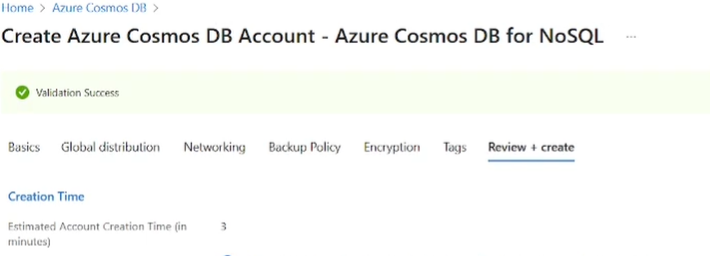 Home > Azure Cosmos DB >
Create Azure Cosmos DB Account - Azure Cosmos DB for NoSQL ...
Validation Success
Basics Global distribution Networking Backup Policy Encryption Tags Review + create
Creation Time
Estimated Account Creation Time (in 3
minutes)